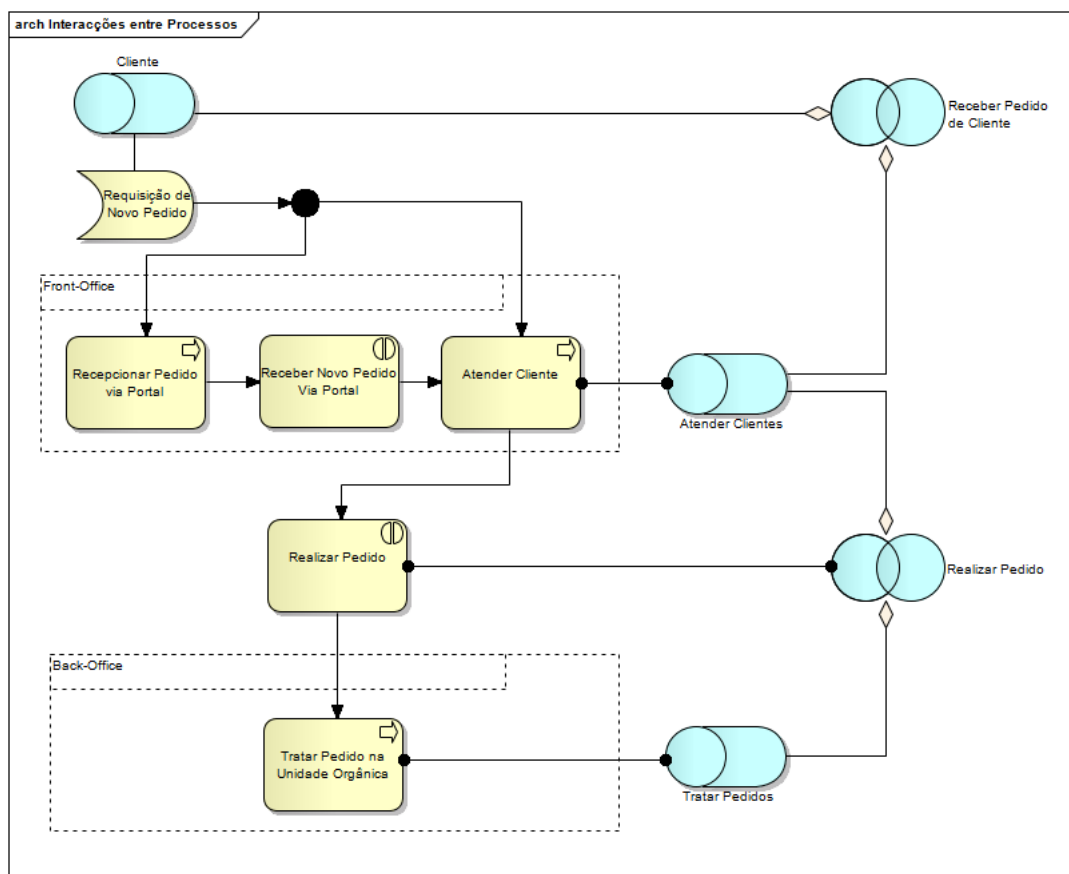 arch Interacções entre Processos
Cliente
Receber Pedido
de Cliente
Requisição de
Novo Pedido
Front-Office
Recepcionar Pedido
via Portal
Receber Novo Pedido
Via Portal
Atender Cliente
Atender Clientes
Realizar Pedido
Realizar Pedido
Back-Office
Tratar Pedido na
Unidade Orgânica
Tratar Pedidos